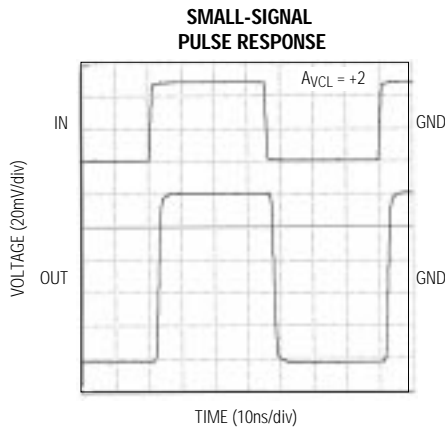 SMALL-SIGNAL
PULSE RESPONSE
AVCL = +2
IN
GND
VOLTAGE (20mV/div)
OUT
GND
TIME (10ns/div)